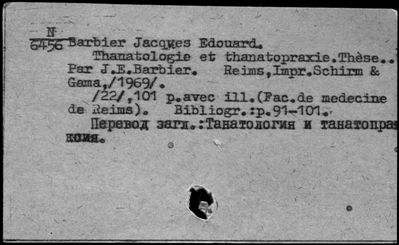 N
6456 Barbier Jacques Edouard.
Thanatologie et thanatopraxie.Thèse..
Par J.E.Barbier. Reims,Impr.Schirm &
Gama,/1969/.
/22/,101 p.avec ill.(Fac.de medecine
de Reims). Bibliogr.:p.91-101.
Перевод загл.:Танатология и танатопра
ксия.